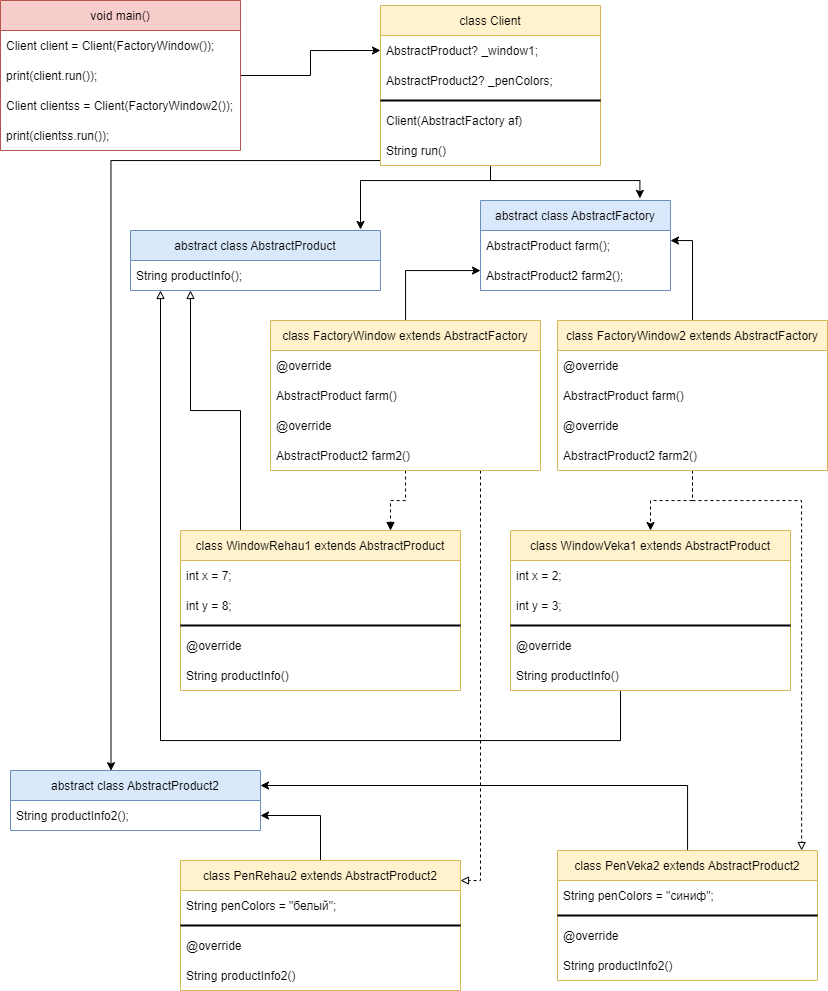 void main()
Client client = Client(FactoryWindow());
print(client.run());
Client clientss = Client(FactoryWindow2());
print(clientss.run());
class Client
AbstractProduct? _window1;
AbstractProduct2? _penColors;
Client(AbstractFactory af)
String run()
abstract class AbstractProduct
String productInfo();
abstract class AbstractFactory
AbstractProduct farm();
AbstractProduct2 farm2();
class FactoryWindow extends AbstractFactory
@override
AbstractProduct farm()
@override
AbstractProduct2 farm2()
class FactoryWindow2 extends AbstractFactory
@override
AbstractProduct farm()
@override
AbstractProduct2 farm2()
class WindowRehau1 extends AbstractProduct
int x = 7;
int y = 8;
@override
String productInfo()
class WindowVeka1 extends AbstractProduct
int x = 2;
int y = 3;
@override
String productInfo()
abstract class AbstractProduct2
String productInfo2();
class PenRehau2 extends AbstractProduct2
String penColors = "белый";
@override
String productInfo2()
class PenVeka2 extends AbstractProduct2
String penColors = "синиф";
@override
String productInfo2()